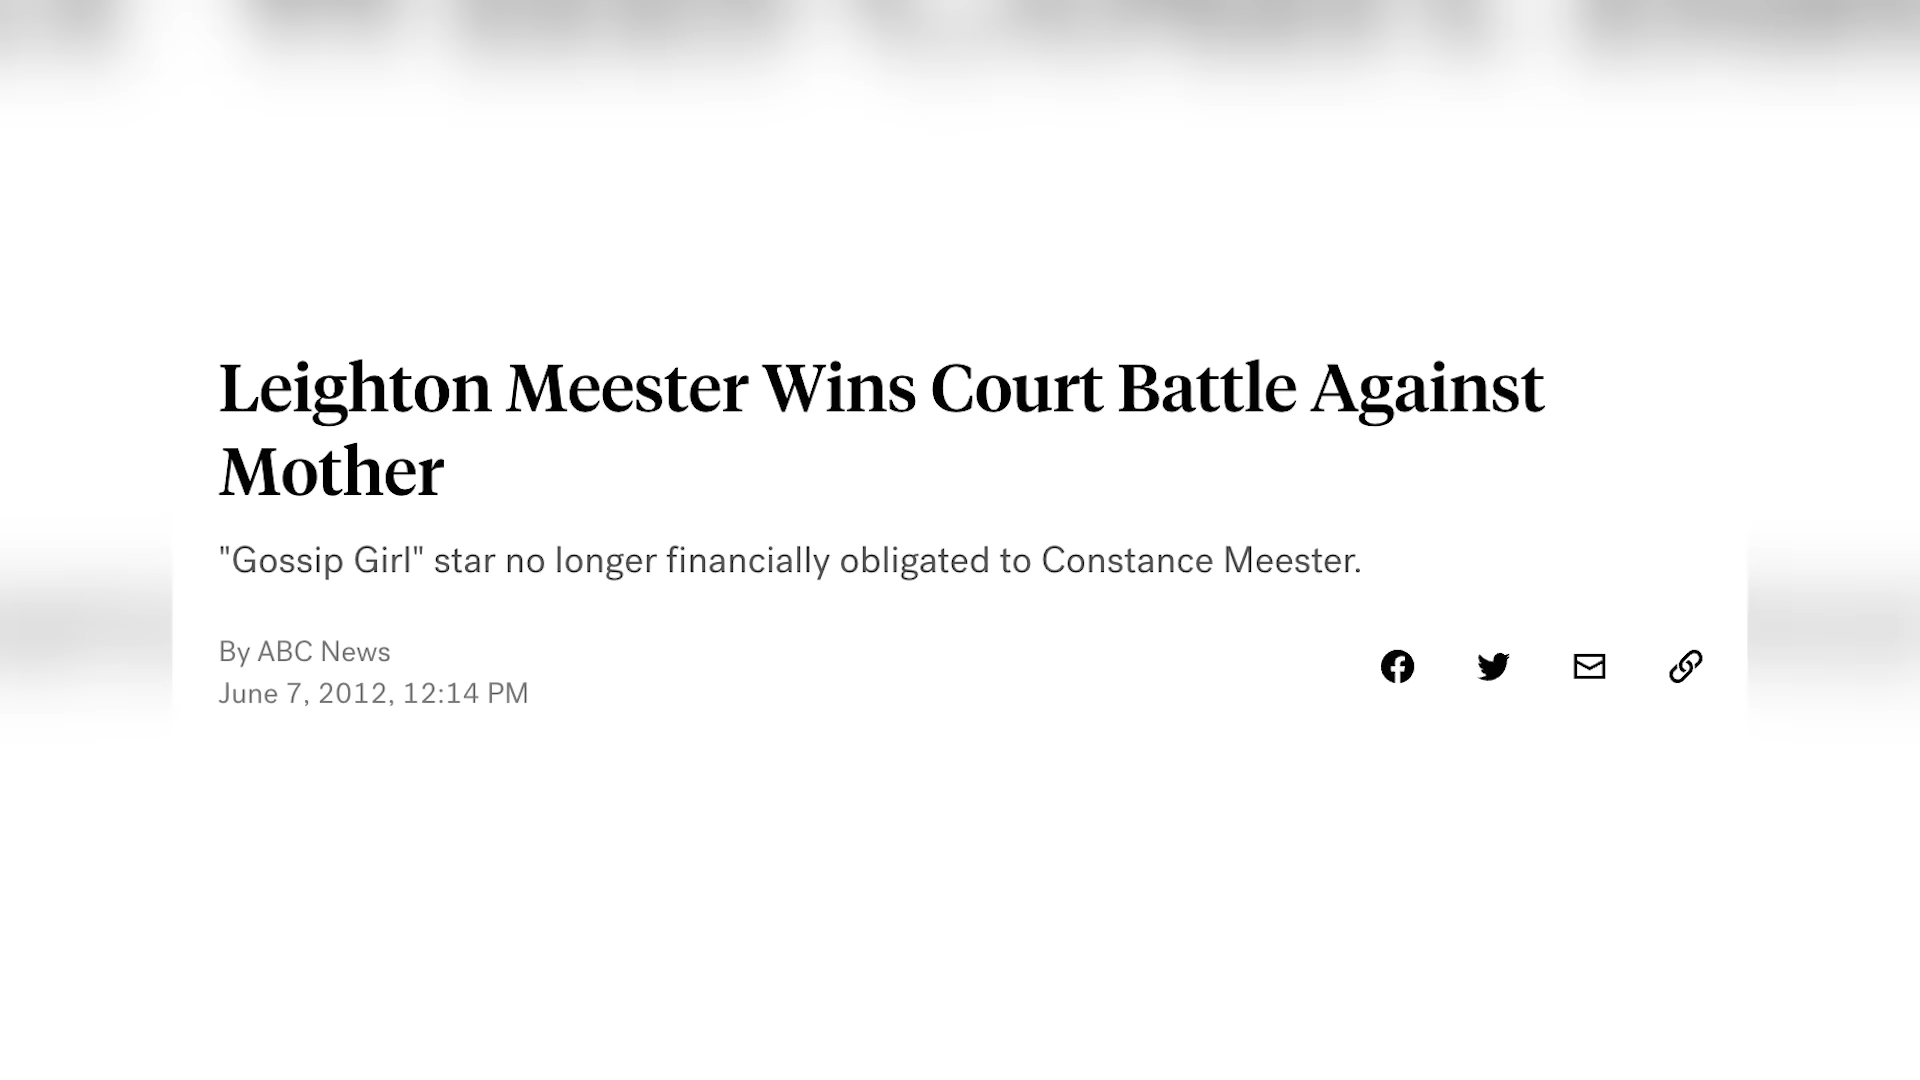 Leighton Meester Wins Court Battle Against
Mother
"Gossip Girl" star no longer financially obligated to Constance Meester.
By ABC News
June 7, 2012, 12:14 PM